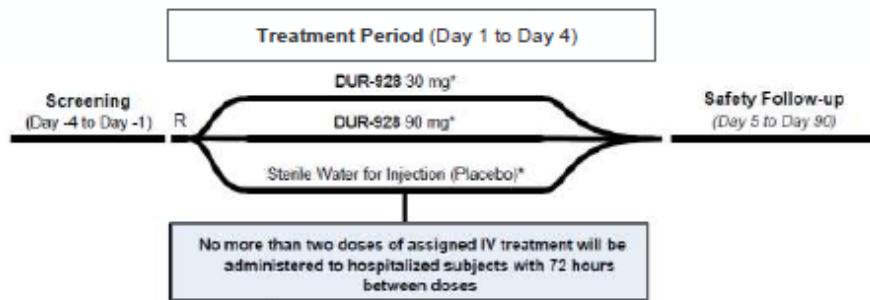 Treatment Period (Day 1 to Day 4)
DUR-928 30 mg*
Screening
(Day -4 to Day -1)
R
DUR-928 90 mg*
Safety Follow-up
(Day 5 to Day 90)
Sterile Water for Injection (Placebo)*
No more than two doses of assigned IV treatment will be
administered to hospitalized subjects with 72 hours
between doses